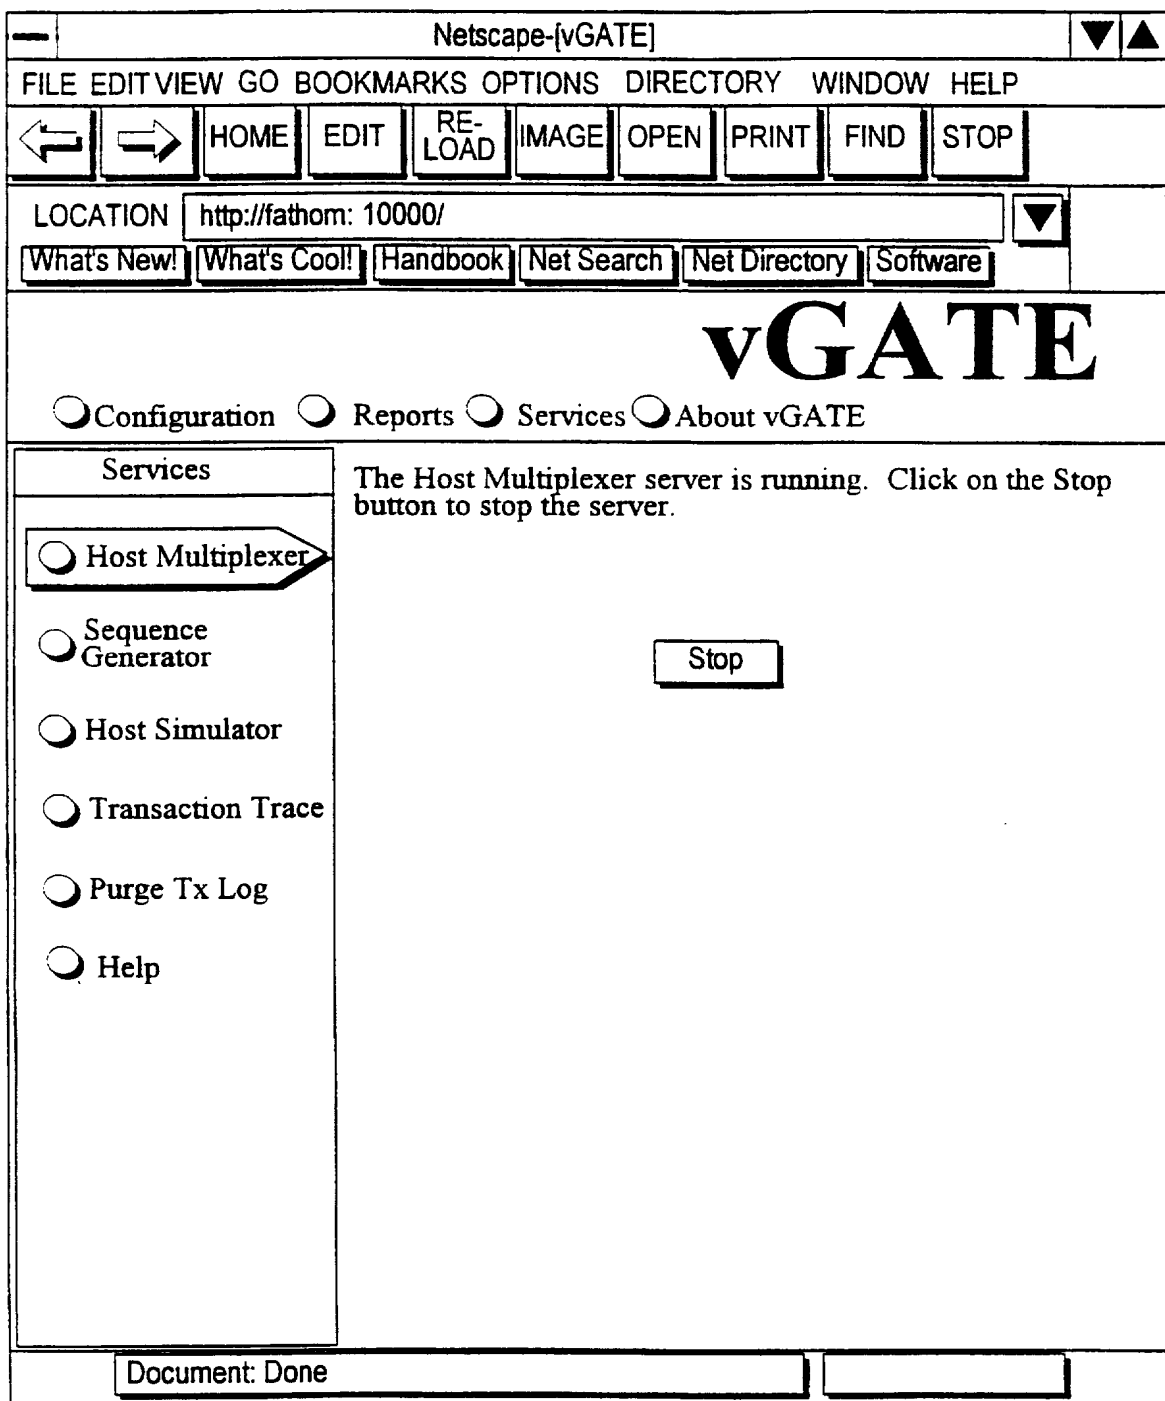 Netscape-[vGATE]
FILE EDIT VIEW GO BOOKMARKS OPTIONS DIRECTORY WINDOW HELP
HOME EDIT RE-LOAD IMAGE OPEN PRINT FIND STOP
LOCATION http://fathom: 10000/
What's New! What's Cool! Handbook Net Search Net Directory Software
vGATE
Configuration Reports Services About vGATE
Services
Host Multiplexer
Sequence
Generator
Host Simulator
Transaction Trace
Purge Tx Log
Help
The Host Multiplexer server is running. Click on the Stop
button to stop the server.
Stop
Document: Done